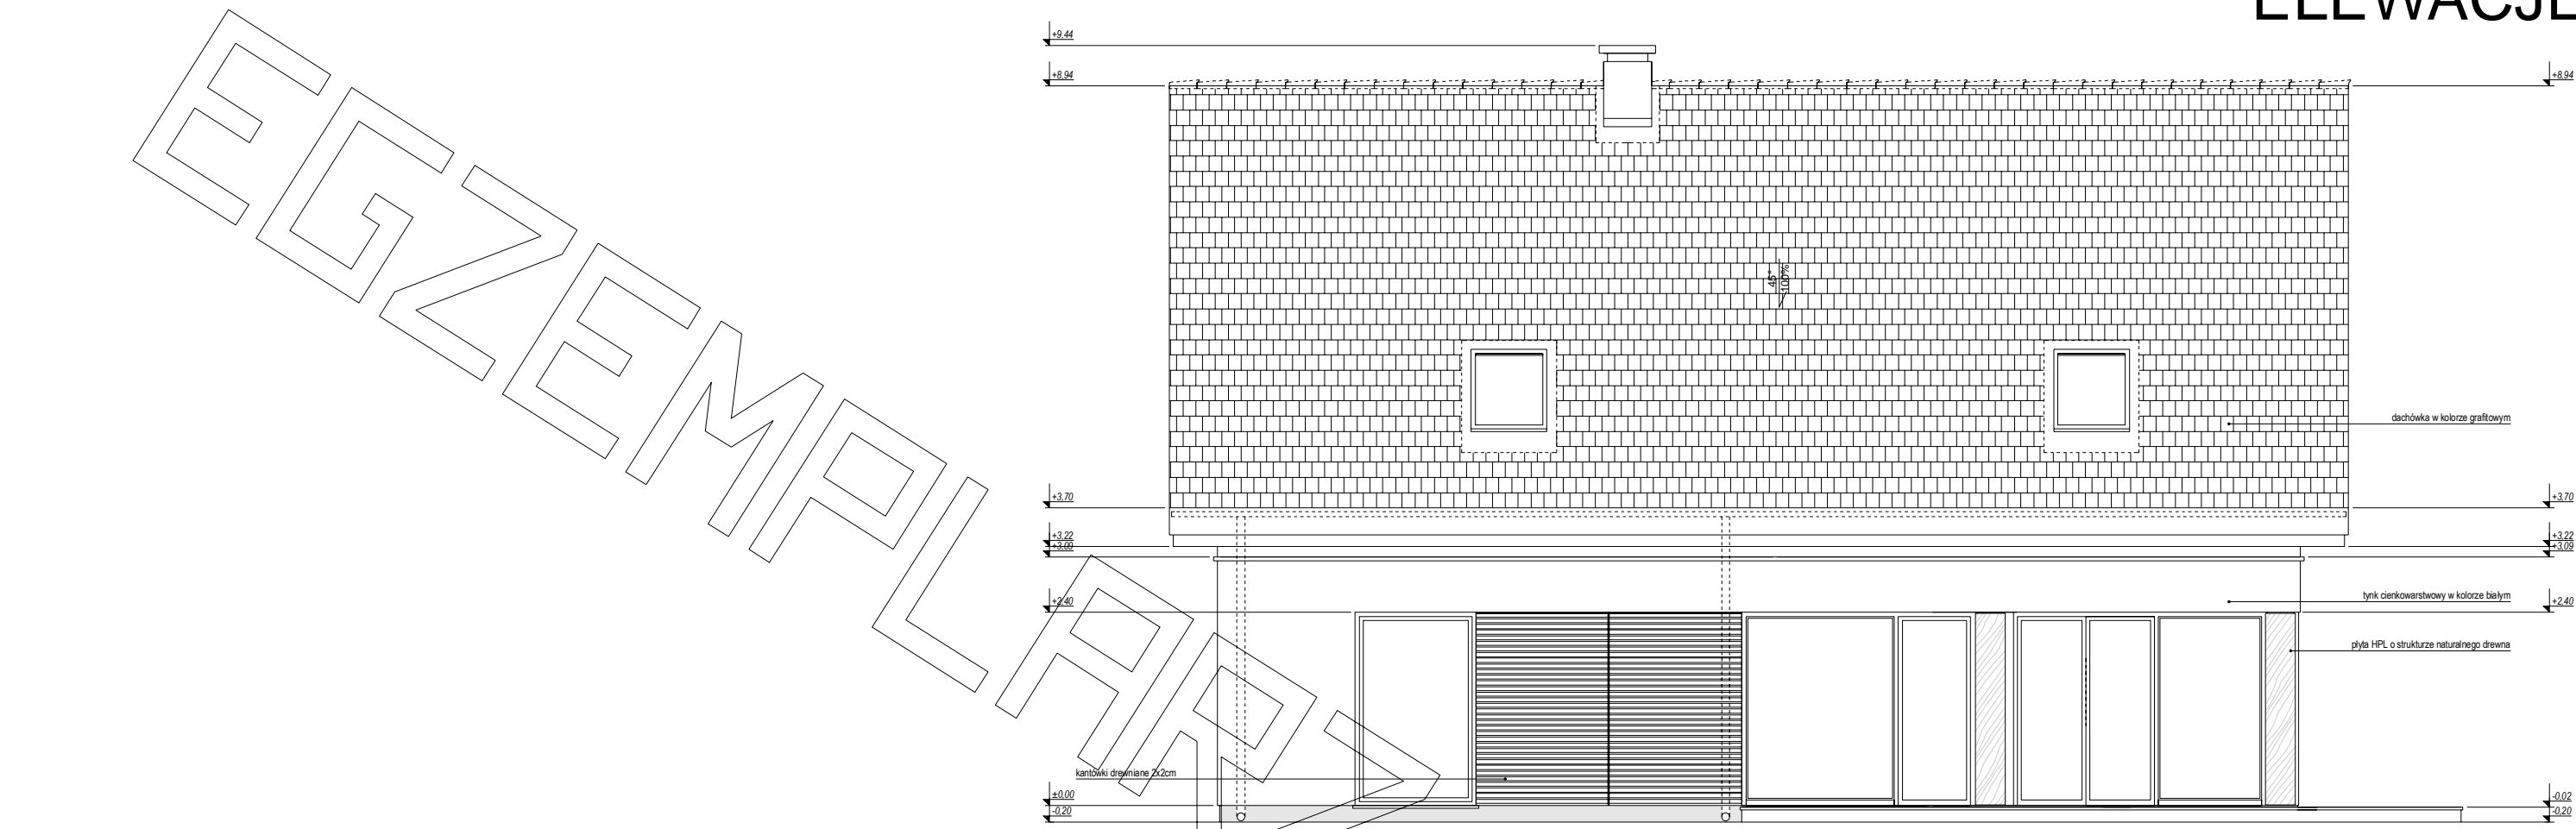 ELEWACJE
+9,44
+8,94
+8,94
45°
100%
dachówka w kolorze grafitowym
+3,70
+3,70
+3,22
+3,09
+3,22
+3,09
tynk cienkowarstwowy w kolorze białym
+2,40
+2,40
płyta HPL o strukturze naturalnego drewna
kantówki drewniane 2x2cm
±0,00
-0,20
-0,02
-0,20
EGZEMPLARZ